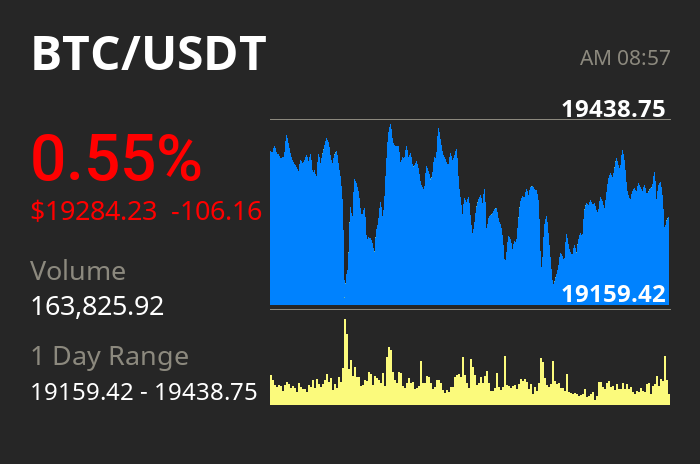 BTC/USDT
AM 08:57
19438.75
0.55%
$19284.23 -106.16
Volume
163,825.92
19159.42
1 Day Range
19159.42 - 19438.75